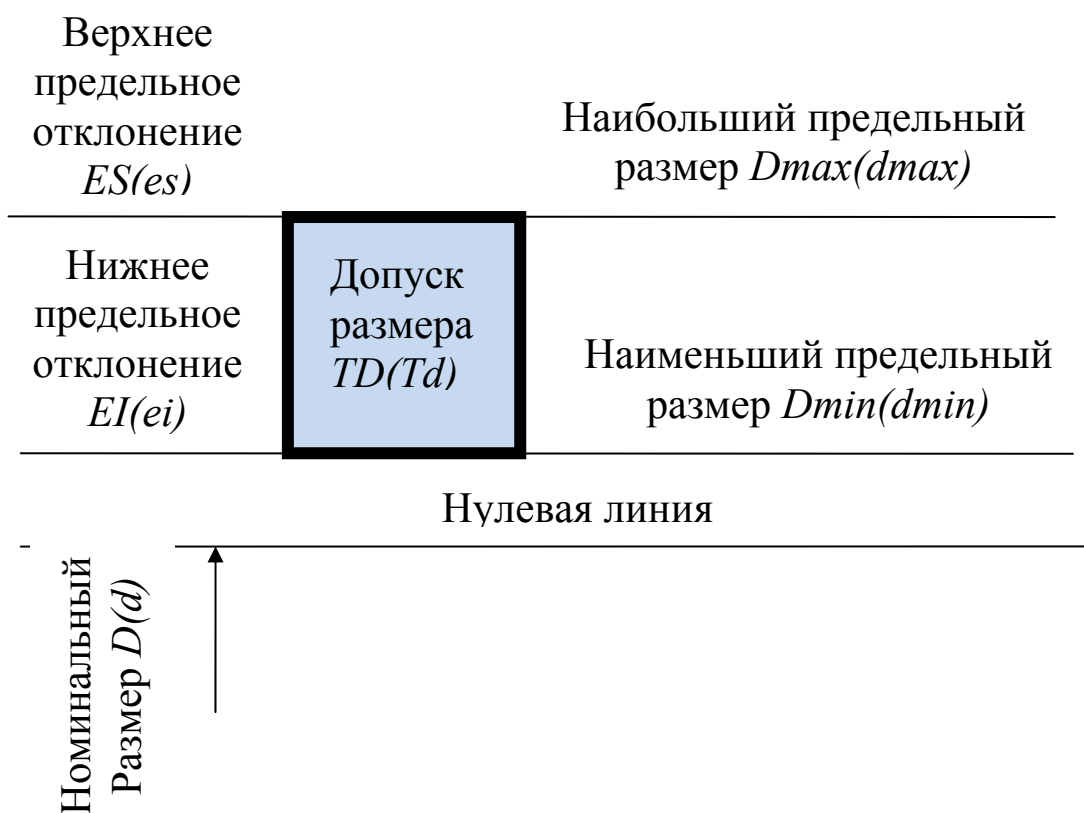 Верхнее
предельное
отклонение
ES(es)
Наибольший предельный
размер Dmax(dmax)
Нижнее
предельное
отклонение
EI(ei)
Допуск
размера
TD(Td)
Наименьший предельный
размер Dmin(dmin)
Нулевая линия
Номинальный
Размер D(d)